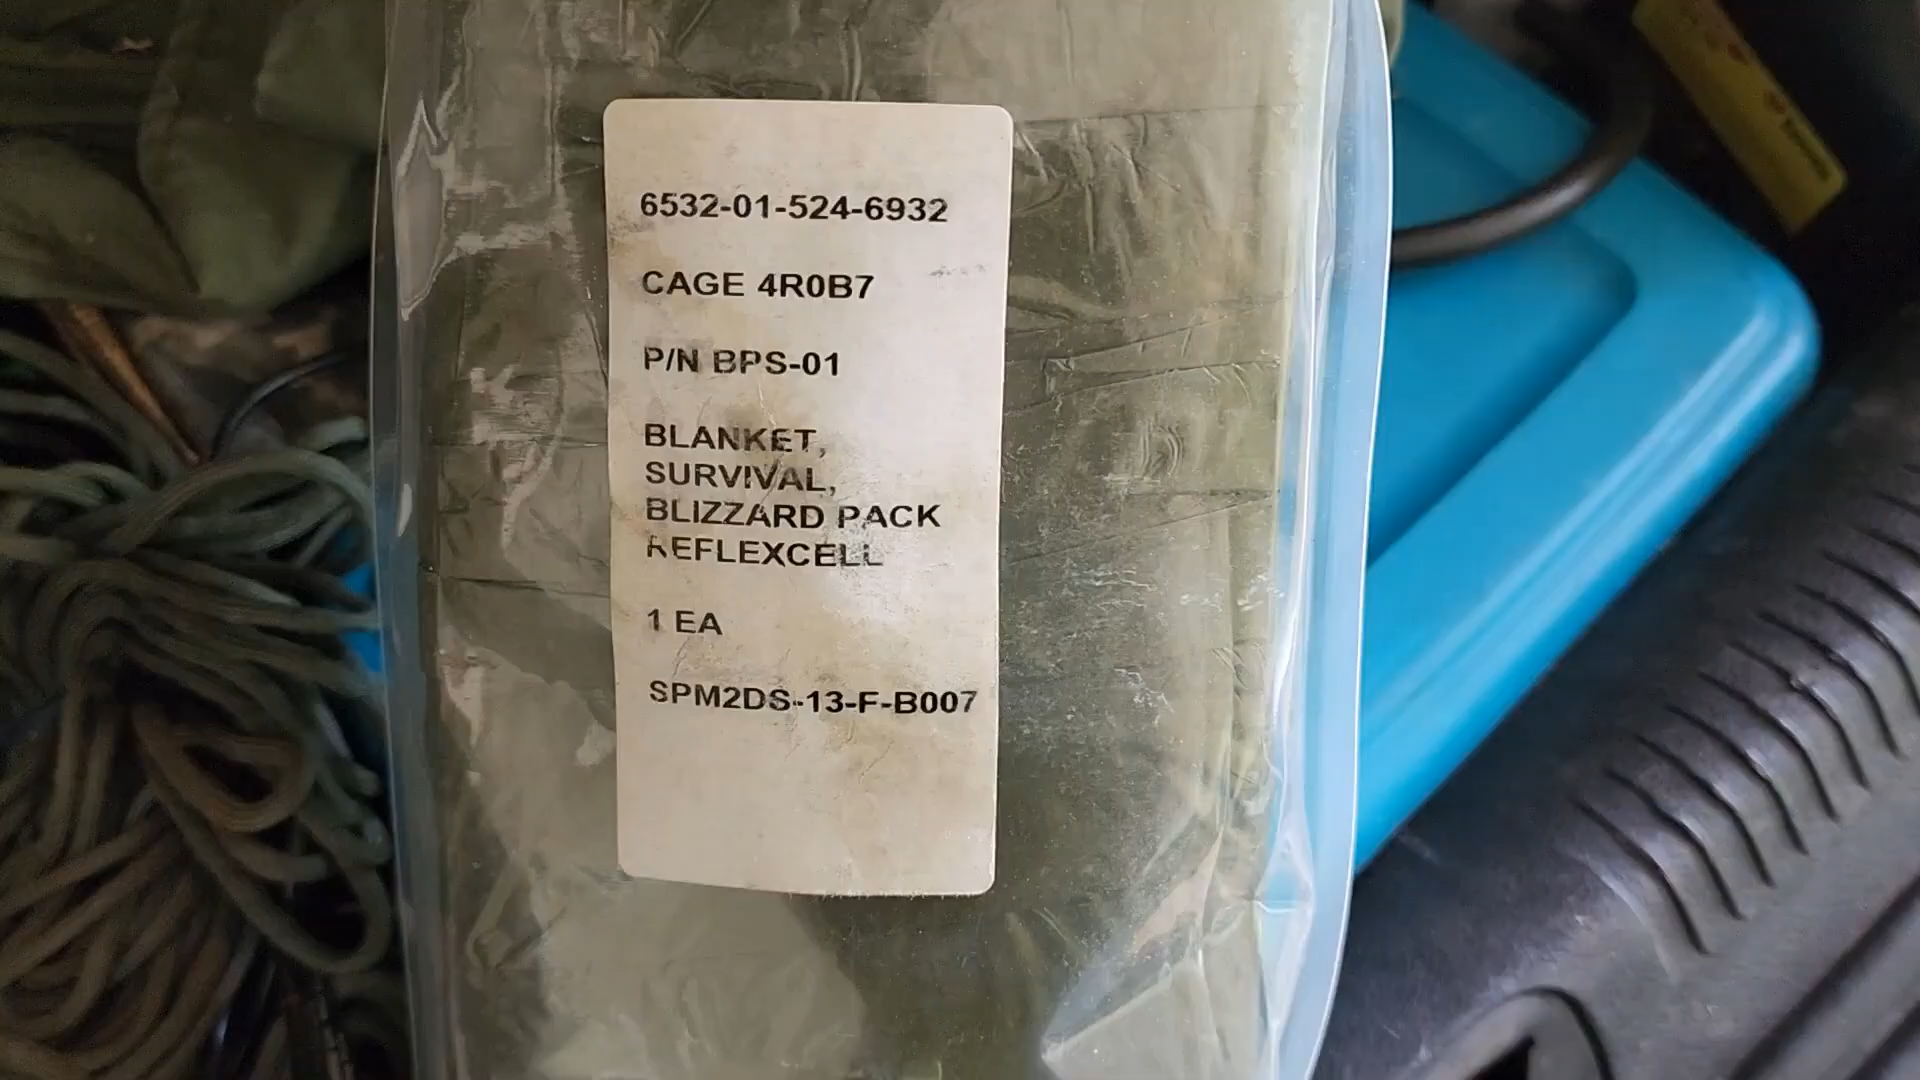 6532-01-524-6932
CAGE 4R0B7
P/N BPS-01
BLANKET,
SURVIVAL,
BLIZZARD PACK
REFLEXCELL
1 EA
SPM2DS-13-F-B007